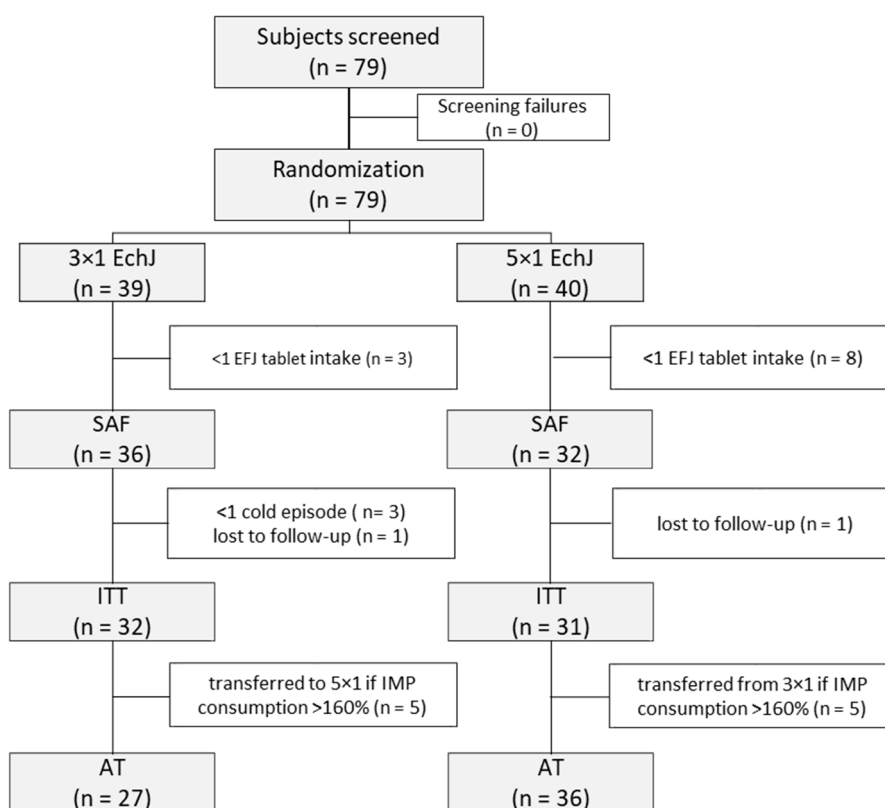 Subjects screened
(n = 79)
Screening failures
(n = 0)
Randomization
(n = 79)
3×1 EchJ
(n = 39)
5×1 EchJ
(n = 40)
<1 EFJ tablet intake (n = 3)
<1 EFJ tablet intake (n = 8)
SAF
(n = 36)
SAF
(n = 32)
<1 cold episode ( n= 3)
lost to follow-up (n = 1)
lost to follow-up (n = 1)
ITT
(n = 32)
ITT
(n = 31)
transferred to 5×1 if IMP
consumption >160% (n = 5)
transferred from 3×1 if IMP
consumption >160% (n = 5)
AT
(n = 27)
AT
(n = 36)